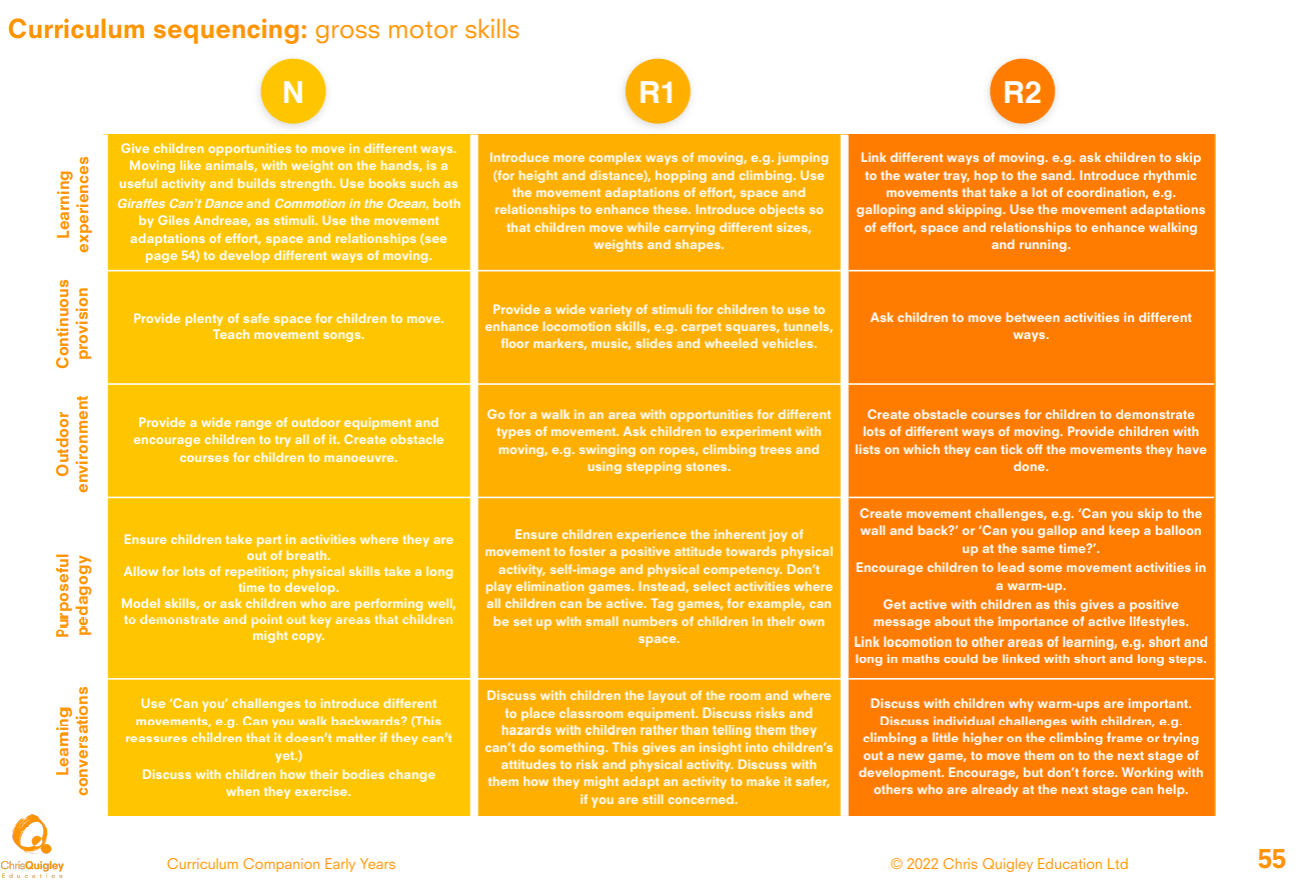 Curriculum sequencing: gross motor skills
N
R1
R2
Learning
experiences
Give children opportunities to move in different ways.
Moving like animals, with weight on the hands, is a
useful activity and builds strength. Use books such as
Giraffes Can't Dance and Commotion in the Ocean, both
by Giles Andreae, as stimuli. Use the movement
adaptations of effort, space and relationships (see
page 54) to develop different ways of moving.
Introduce more complex ways of moving, e.g. jumping
(for height and distance), hopping and climbing. Use
the movement adaptations of effort, space and
relationships to enhance these. Introduce objects so
that children move while carrying different sizes,
weights and shapes.
Link different ways of moving. e.g. ask children to skip
to the water tray, hop to the sand. Introduce rhythmic
movements that take a lot of coordination, e.g.
galloping and skipping. Use the movement adaptations
of effort, space and relationships to enhance walking
and running.
Continuous
provision
Provide plenty of safe space for children to move.
Teach movement songs.
Provide a wide variety of stimuli for children to use to
enhance locomotion skills, e.g. carpet squares, tunnels,
floor markers, music, slides and wheeled vehicles.
Ask children to move between activities in different
ways.
Outdoor
environment
Provide a wide range of outdoor equipment and
encourage children to try all of it. Create obstacle
courses for children to manoeuvre.
Go for a walk in an area with opportunities for different
types of movement. Ask children to experiment with
moving, e.g. swinging on ropes, climbing trees and
using stepping stones.
Create obstacle courses for children to demonstrate
lots of different ways of moving. Provide children with
lists on which they can tick off the movements they have
done.
Purposeful
pedagogy
Ensure children take part in activities where they are
out of breath.
Allow for lots of repetition; physical skills take a long
time to develop.
Model skills, or ask children who are performing well,
to demonstrate and point out key areas that children
might copy.
Ensure children experience the inherent joy of
movement to foster a positive attitude towards physical
activity, self-image and physical competency. Don't
play elimination games. Instead, select activities where
all children can be active. Tag games, for example, can
be set up with small numbers of children in their own
space.
Create movement challenges, e.g. 'Can you skip to the
wall and back?' or 'Can you gallop and keep a balloon
up at the same time?'.
Encourage children to lead some movement activities in
a warm-up.
Get active with children as this gives a positive
message about the importance of active lifestyles.
Link locomotion to other areas of learning, e.g. short and
long in maths could be linked with short and long steps.
Learning
conversations
Use 'Can you' challenges to introduce different
movements, e.g. Can you walk backwards? (This
reassures children that it doesn't matter if they can't
yet.)
Discuss with children how their bodies change
when they exercise.
Discuss with children the layout of the room and where
to place classroom equipment. Discuss risks and
hazards with children rather than telling them they
can't do something. This gives an insight into children's
attitudes to risk and physical activity. Discuss with
them how they might adapt an activity to make it safer,
if you are still concerned.
Discuss with children why warm-ups are important.
Discuss individual challenges with children, e.g.
climbing a little higher on the climbing frame or trying
out a new game, to move them on to the next stage of
development. Encourage, but don't force. Working with
others who are already at the next stage can help.
ChrisQuigley
Education
Curriculum Companion Early Years
© 2022 Chris Quigley Education Ltd
55